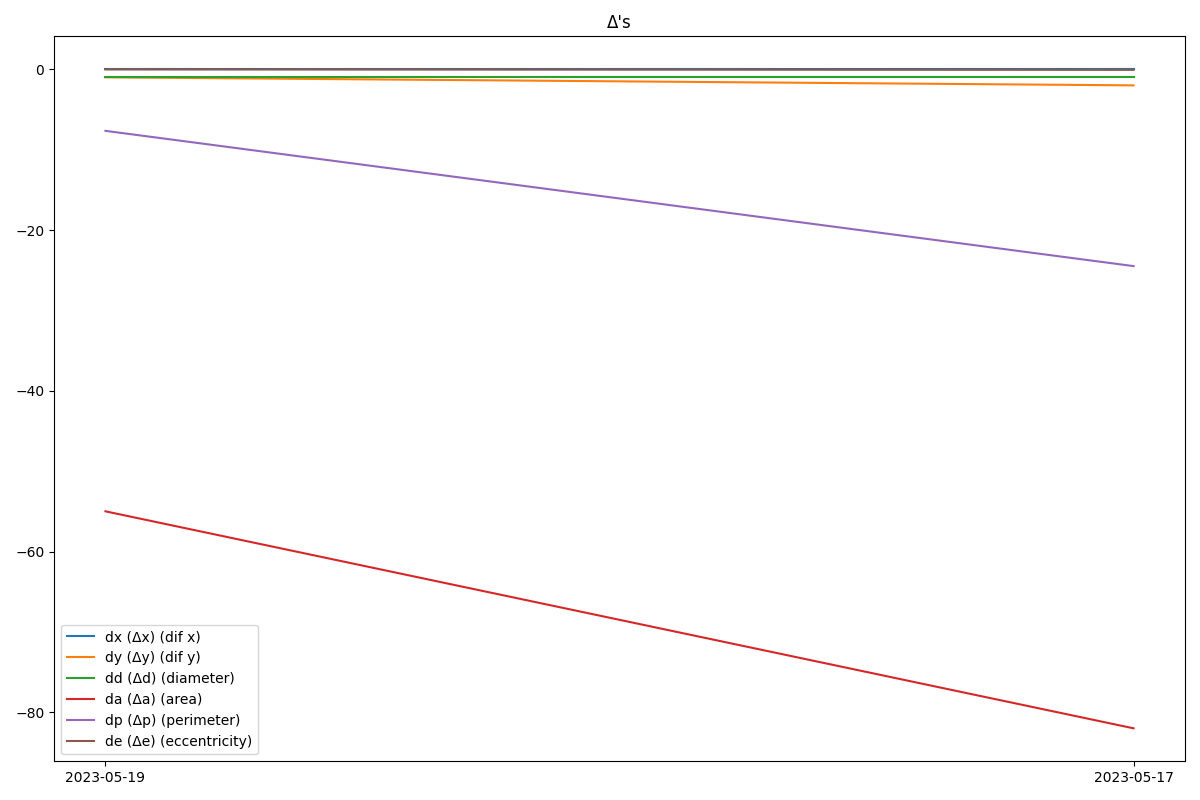 Δ's
0
−20
−40
−60
−80
dx (Δx) (dif x)
dy (Δy) (dif y)
dd (Δd) (diameter)
da (Δa) (area)
dp (Δp) (perimeter)
de (Δe) (eccentricity)
2023-05-19
2023-05-17